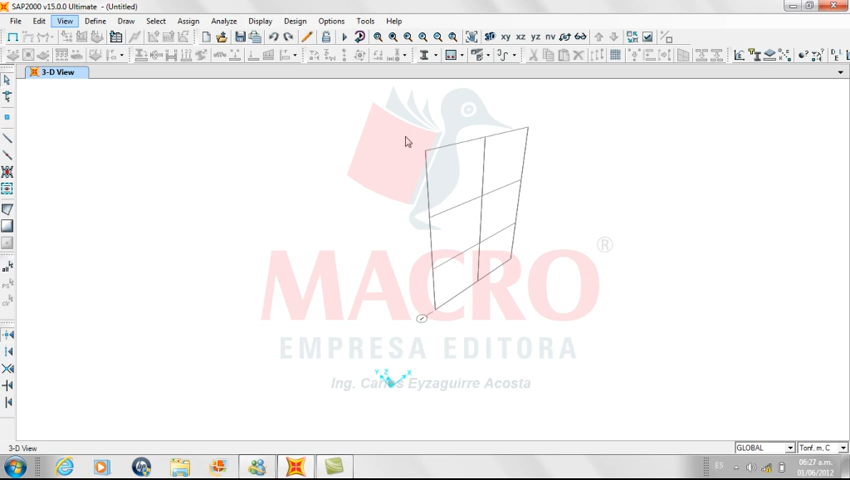 SAP2000 v15.0.0 Ultimate - (Untitled)
File Edit View Define Draw Select Assign Analyze Display Design Options Tools Help
3-D xy xz yz nv
3-D View
MACRO®
EMPRESA EDITORA
Ing. Carlos Eyzaguirre Acosta
Y Z X
3-D View
GLOBAL
Tonf, m, C
ES
06:27 a.m.
01/06/2012